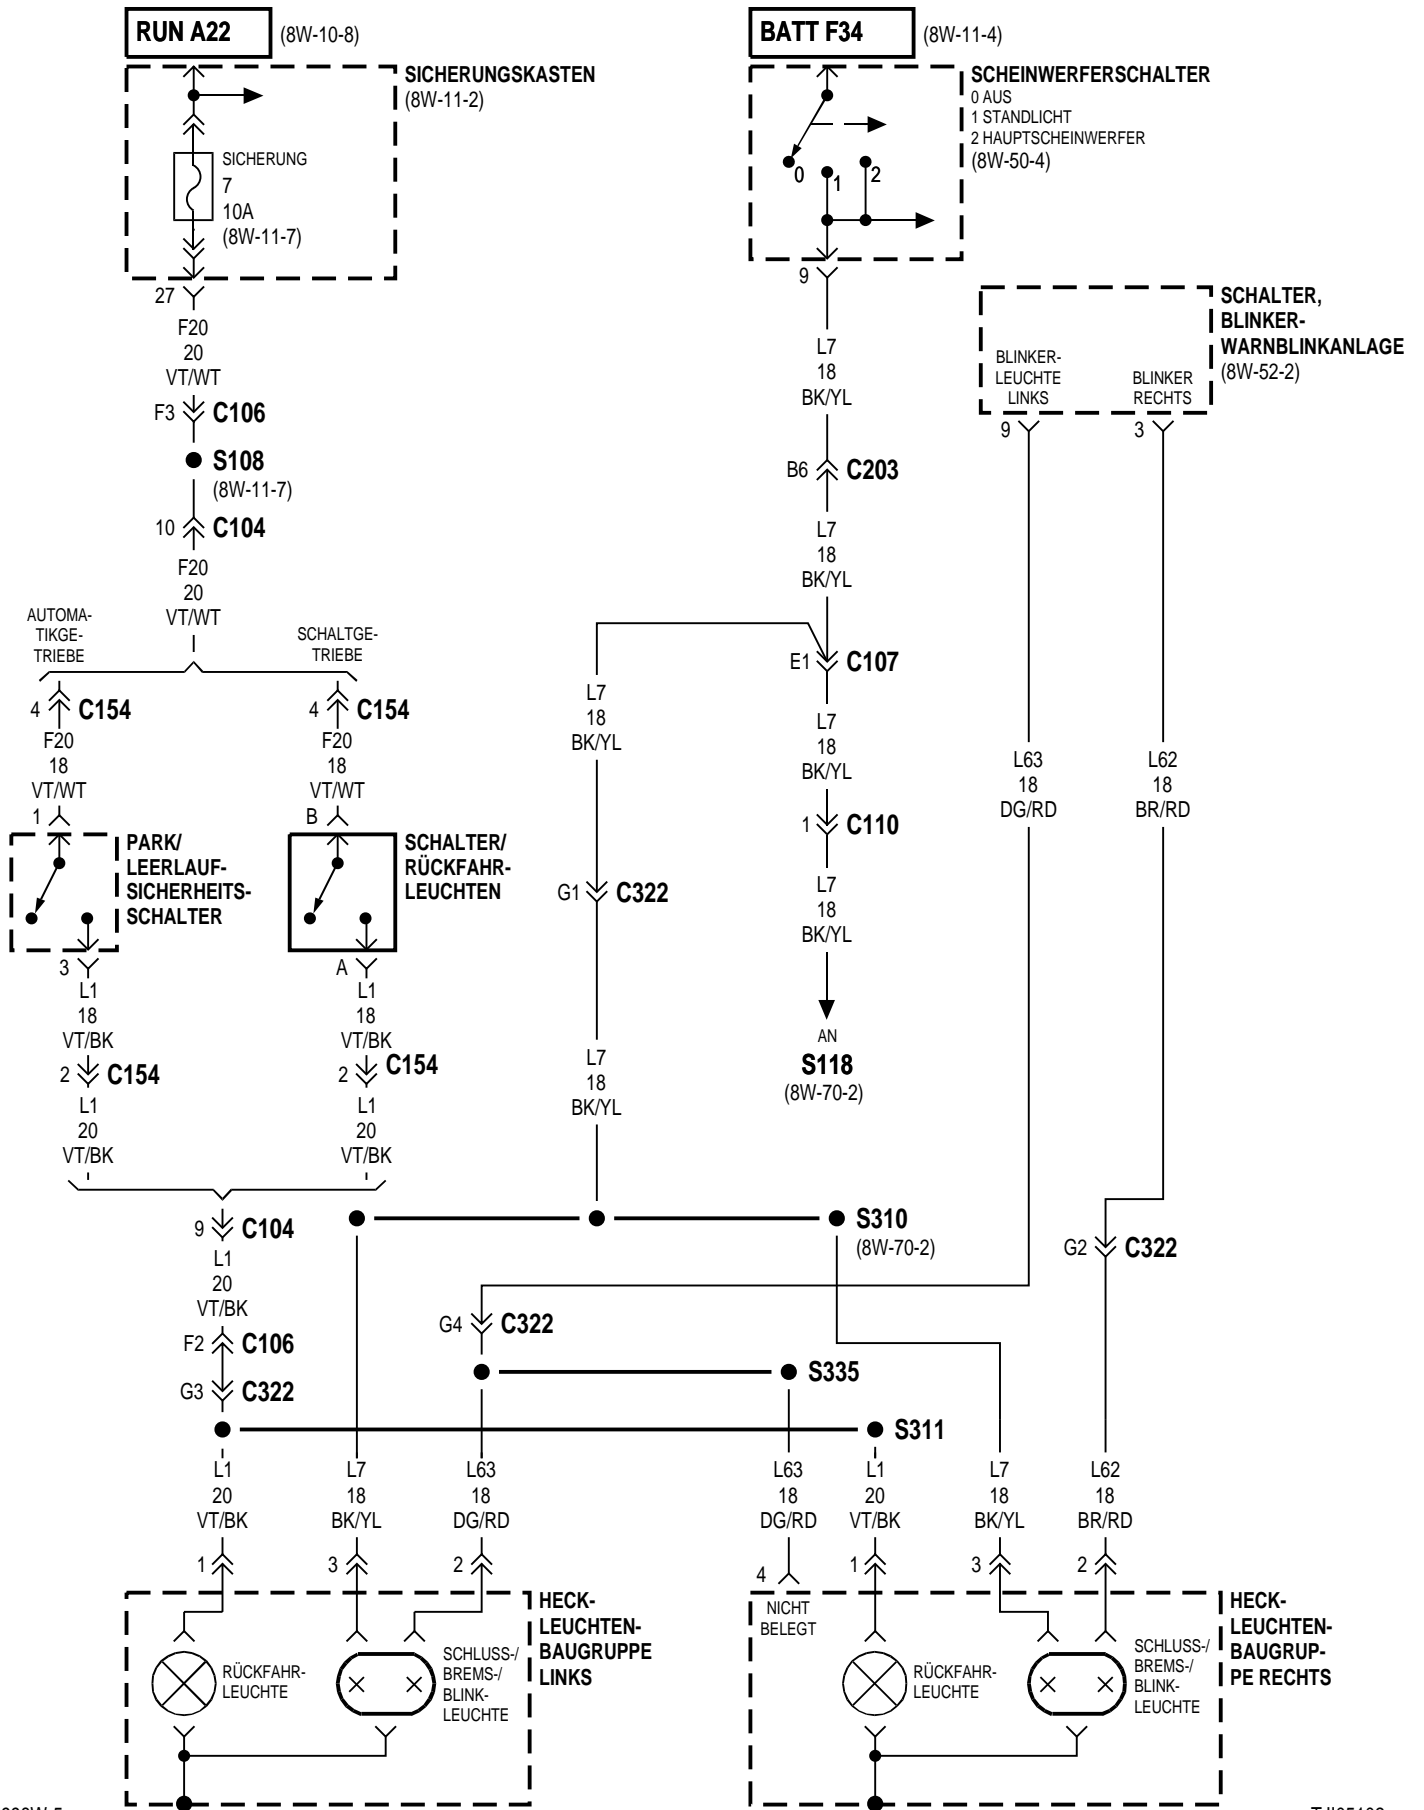 RUN A22
(8W-10-8)
BATT F34
(8W-11-4)
SICHERUNGSKASTEN
(8W-11-2)
SICHERUNG
7
10A
(8W-11-7)
SCHEINWERFERSCHALTER
0 AUS
1 STANDLICHT
2 HAUPTSCHEINWERFER
(8W-50-4)
0
1
2
27
F20
20
VT/WT
F3
C106
S108
(8W-11-7)
10
C104
F20
20
VT/WT
9
L7
18
BK/YL
B6
C203
L7
18
BK/YL
SCHALTER,
BLINKER-
WARNBLINKANLAGE
(8W-52-2)
BLINKER-
LEUCHTE
LINKS
BLINKER
RECHTS
9
3
AUTOMA-
TIKGE-
TRIEBE
SCHALTGE-
TRIEBE
4
C154
4
C154
F20
18
VT/WT
F20
18
VT/WT
1
B
PARK/
LEERLAUF-
SICHERHEITS-
SCHALTER
SCHALTER/
RÜCKFAHR-
LEUCHTEN
3
A
L1
18
VT/BK
L1
18
VT/BK
2
C154
2
C154
L1
20
VT/BK
L1
20
VT/BK
E1
C107
L7
18
BK/YL
L7
18
BK/YL
1
C110
G1
C322
L7
18
BK/YL
AN
S118
(8W-70-2)
L7
18
BK/YL
L63
18
DG/RD
L62
18
BR/RD
9
C104
L1
20
VT/BK
F2
C106
G3
C322
S310
(8W-70-2)
G2
C322
G4
C322
S335
S311
L1
20
VT/BK
L7
18
BK/YL
L63
18
DG/RD
L63
18
DG/RD
L1
20
VT/BK
L7
18
BK/YL
L62
18
BR/RD
1
3
2
4
1
3
2
NICHT
BELEGT
HECK-
LEUCHTEN-
BAUGRUPPE
LINKS
RÜCKFAHR-
LEUCHTE
SCHLUSS-/
BREMS-/
BLINK-
LEUCHTE
RÜCKFAHR-
LEUCHTE
SCHLUSS-/
BREMS-/
BLINK-
LEUCHTE
HECK-
LEUCHTEN-
BAUGRUP-
PE RECHTS